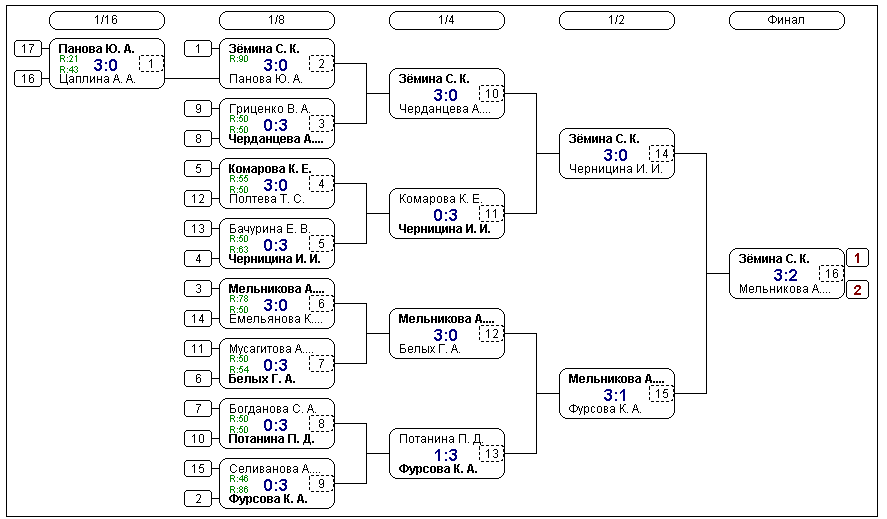 1/16
1/8
1/4
1/2
Финал
17
Панова Ю. А.
R:21
3:0
1
R:43
16
Цаплина А. А.
1
Зёмина С. К.
R:90
3:0
2
Панова Ю. А.
9
Гриценко В. А.
R:50
0:3
3
R:50
8
Черданцева А....
5
Комарова К. Е.
R:55
3:0
4
R:50
12
Полтева Т. С.
13
Бачурина Е. В.
R:50
0:3
5
R:63
4
Черницина И. И.
3
Мельникова А....
R:78
3:0
6
R:50
14
Емельянова К....
11
Мусагитова А....
R:50
0:3
7
R:54
6
Белых Г. А.
7
Богданова С. А.
R:50
0:3
8
R:50
10
Потанина П. Д.
15
Селиванова А....
R:46
0:3
9
R:86
2
Фурсова К. А.
Зёмина С. К.
3:0
10
Черданцева А....
Комарова К. Е.
0:3
11
Черницина И. И.
Мельникова А....
3:0
12
Белых Г. А.
Потанина П. Д.
1:3
13
Фурсова К. А.
Зёмина С. К.
3:0
14
Черницина И. И.
Мельникова А....
3:1
15
Фурсова К. А.
Зёмина С. К.
1
3:2
16
Мельникова А....
2